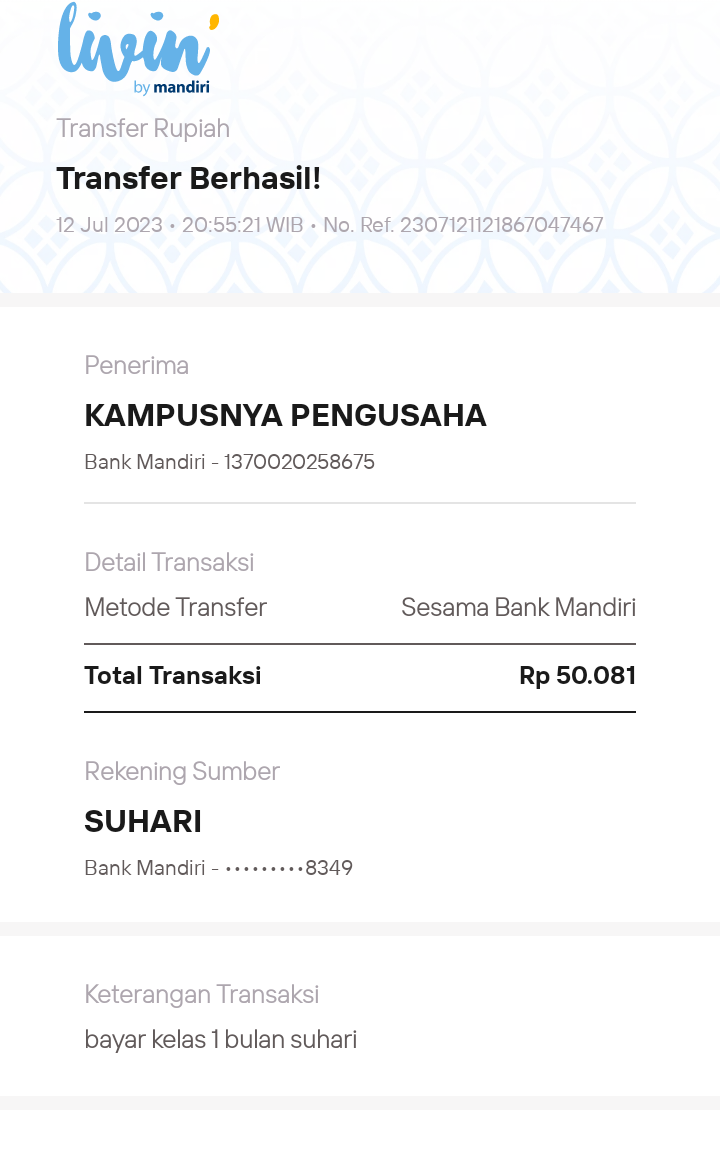 livin'
by mandiri
Transfer Rupiah
Transfer Berhasil!
12 Jul 2023 • 20:55:21 WIB • No. Ref. 2307121121867047467
Penerima
KAMPUSNYA PENGUSAHA
Bank Mandiri - 1370020258675
Detail Transaksi
Metode Transfer Sesama Bank Mandiri
Total Transaksi Rp 50.081
Rekening Sumber
SUHARI
Bank Mandiri - •••••••••8349
Keterangan Transaksi
bayar kelas 1 bulan suhari